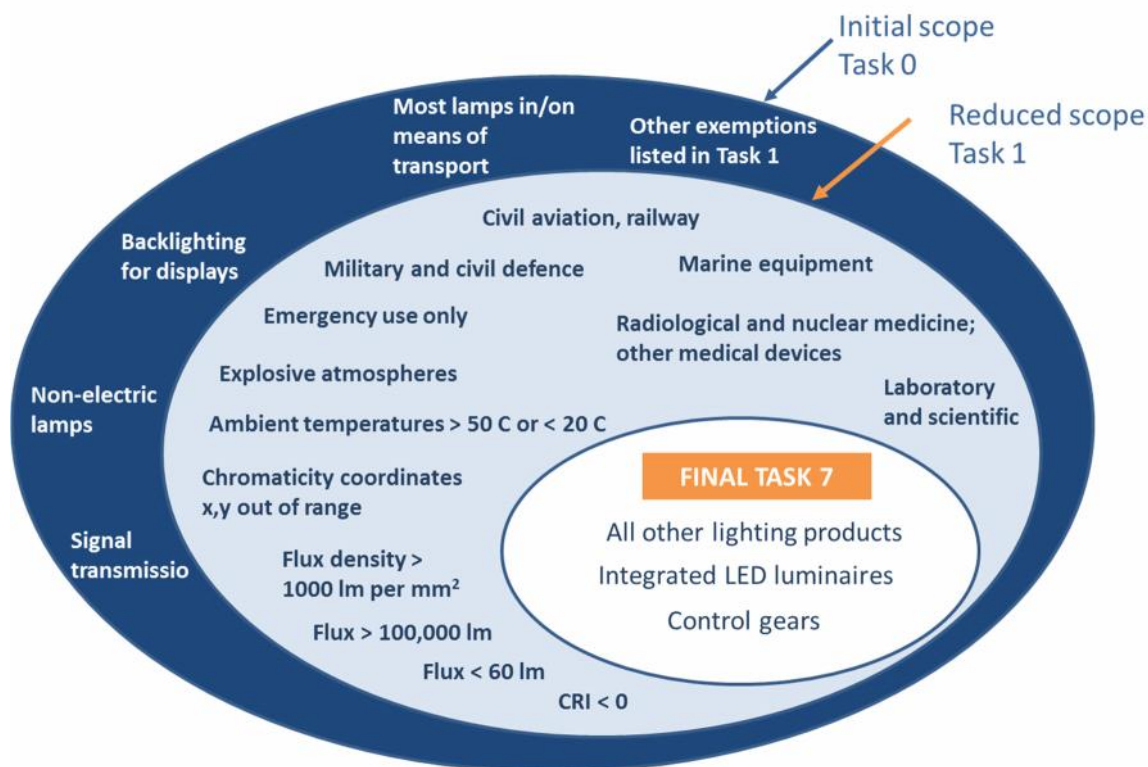 Initial scope
Task 0
Reduced scope
Task 1
Most lamps in/on
means of
transport
Other exemptions
listed in Task 1
Civil aviation, railway
Backlighting
for displays
Military and civil defence
Marine equipment
Emergency use only
Radiological and nuclear medicine;
other medical devices
Explosive atmospheres
Non-electric
lamps
Laboratory
and scientific
Ambient temperatures > 50 C or < 20 C
Chromaticity coordinates
x,y out of range
FINAL TASK 7
All other lighting products
Integrated LED luminaires
Control gears
Signal
transmissio
Flux density >
1000 lm per mm²
Flux > 100,000 lm
Flux < 60 lm
CRI < 0